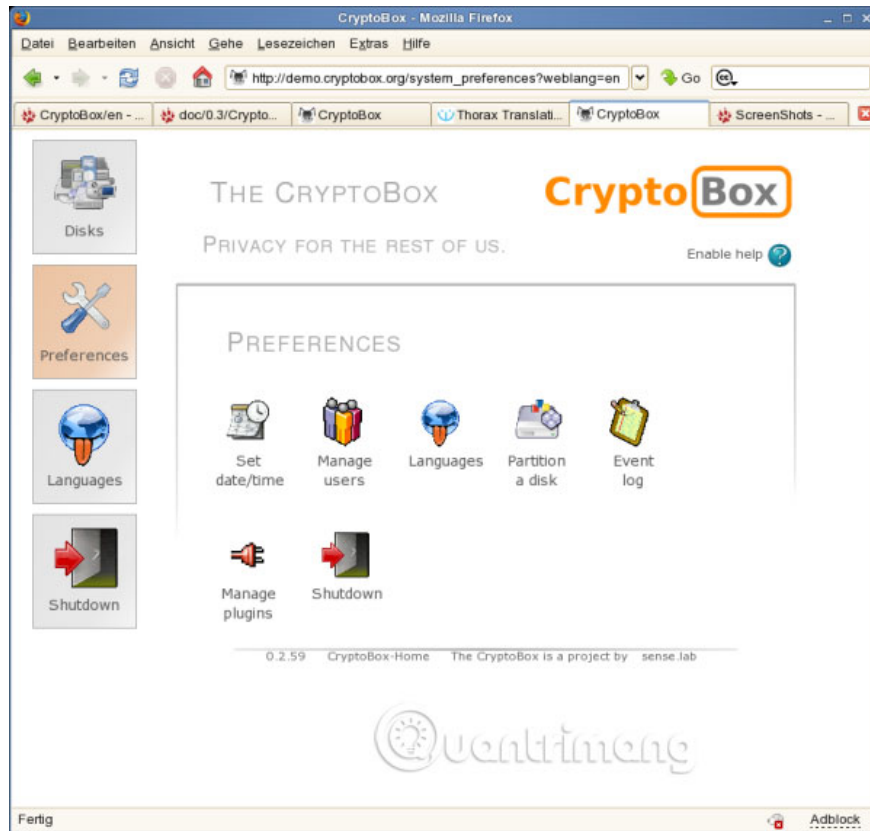 CryptoBox - Mozilla Firefox
Datei Bearbeiten Ansicht Gehe Lesezeichen Extras Hilfe
http://demo.cryptobox.org/system_preferences?weblang=en Go
CryptoBox/en - ... doc/0.3/Crypto... CryptoBox Thorax Translati... CryptoBox ScreenShots - ...
Disks
THE CRYPTOBOX
CryptoBox
PRIVACY FOR THE REST OF US.
Enable help ?
Preferences
PREFERENCES
Languages
Shutdown
Set
date/time
Manage
users
Languages
Partition
a disk
Event
log
Manage
plugins
Shutdown
0.2.59 CryptoBox-Home The CryptoBox is a project by sense.lab
Quantrimang
Fertig Adblock